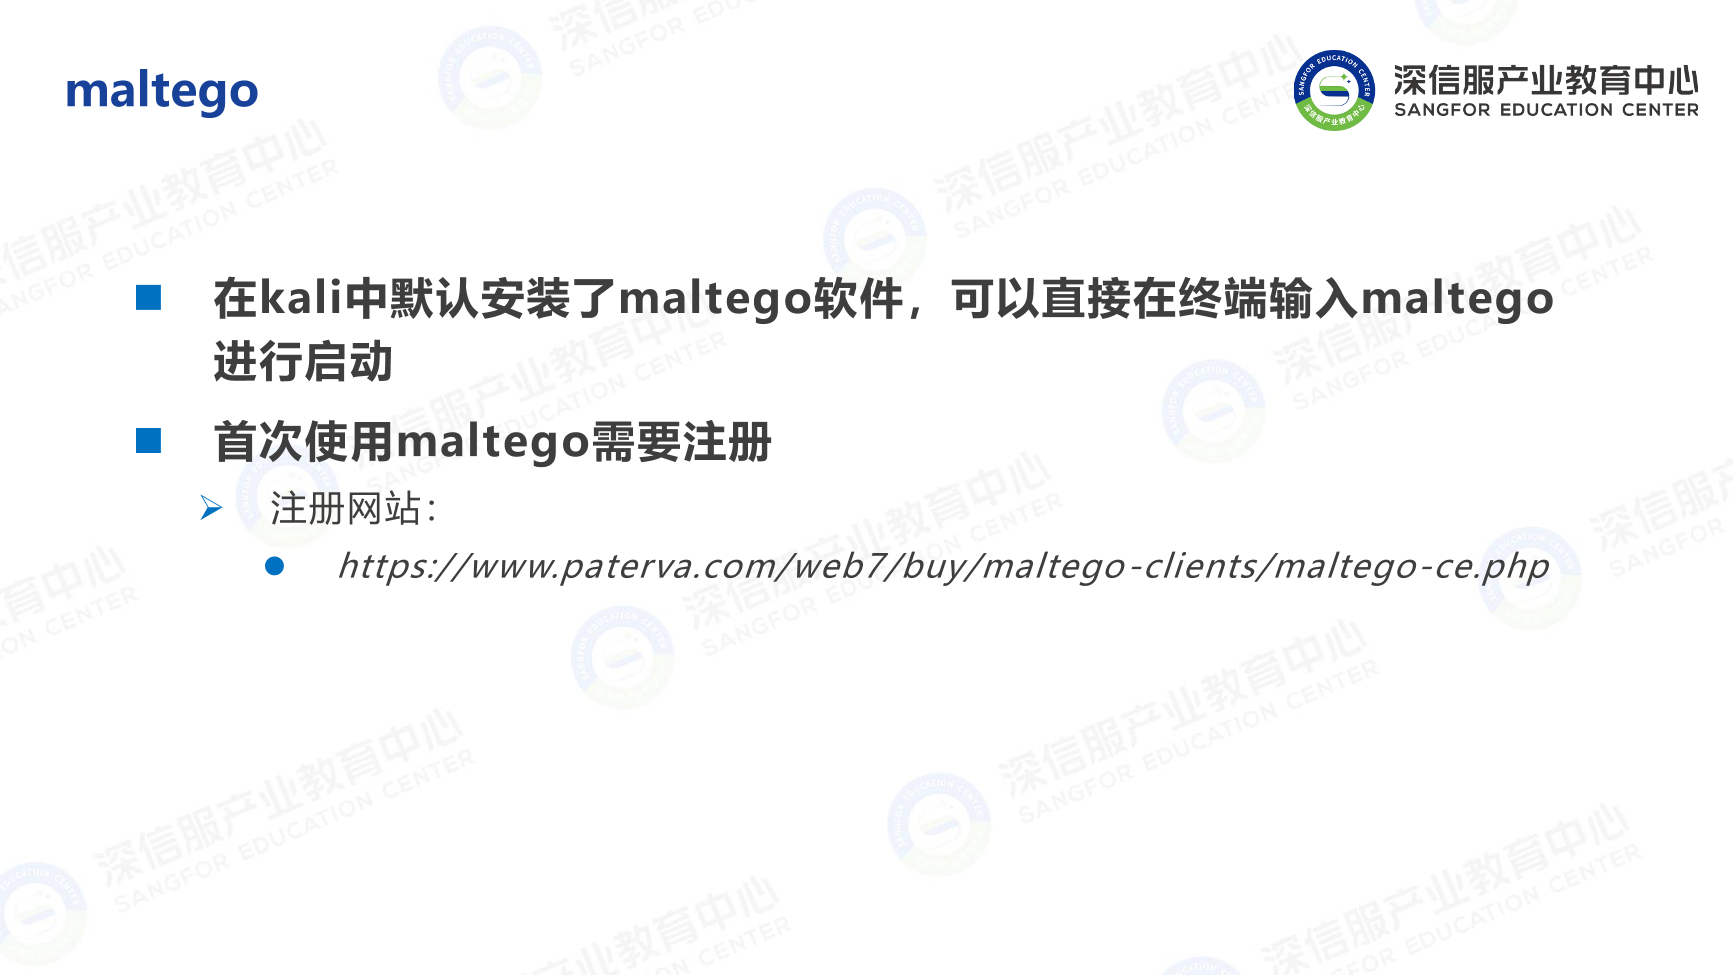 maltego
深信服产业教育中心
SANGFOR EDUCATION CENTER
在kali中默认安装了maltego软件，可以直接在终端输入maltego
进行启动
首次使用maltego需要注册
注册网站：
https://www.paterva.com/web7/buy/maltego-clients/maltego-ce.php